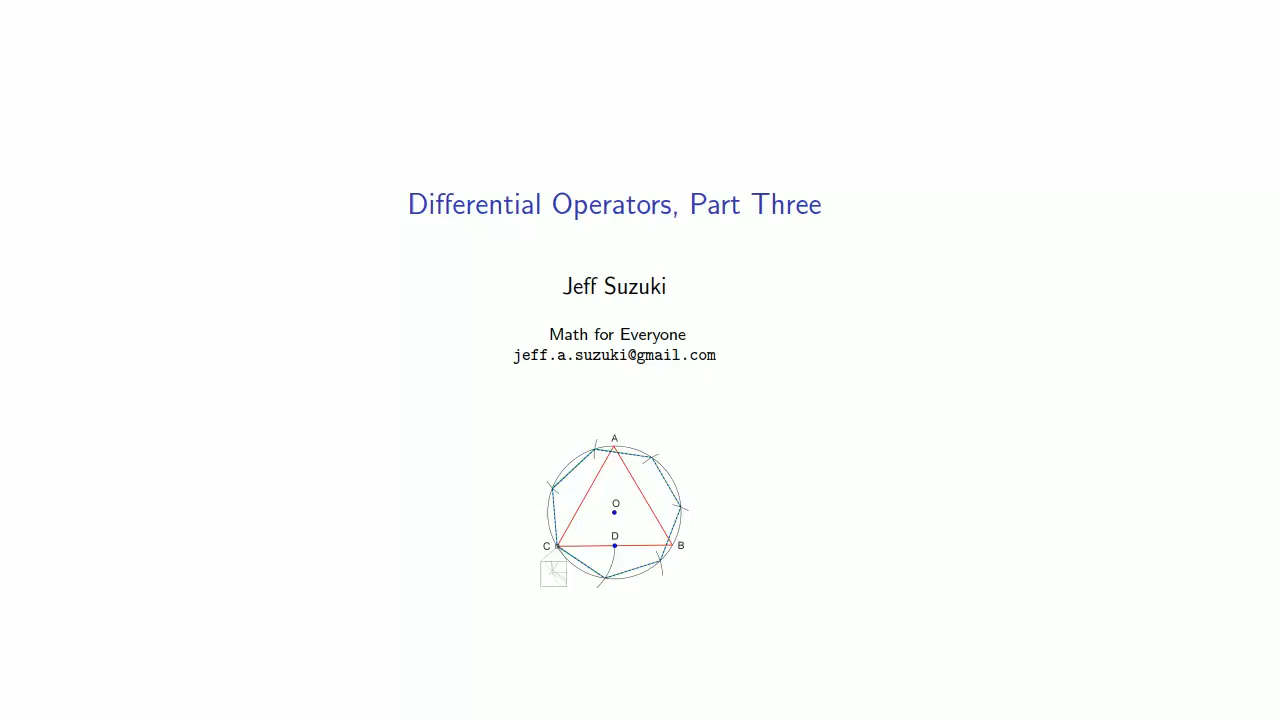 Differential Operators, Part Three
Jeff Suzuki
Math for Everyone
jeff.a.suzuki@gmail.com
A
O
D
C
B